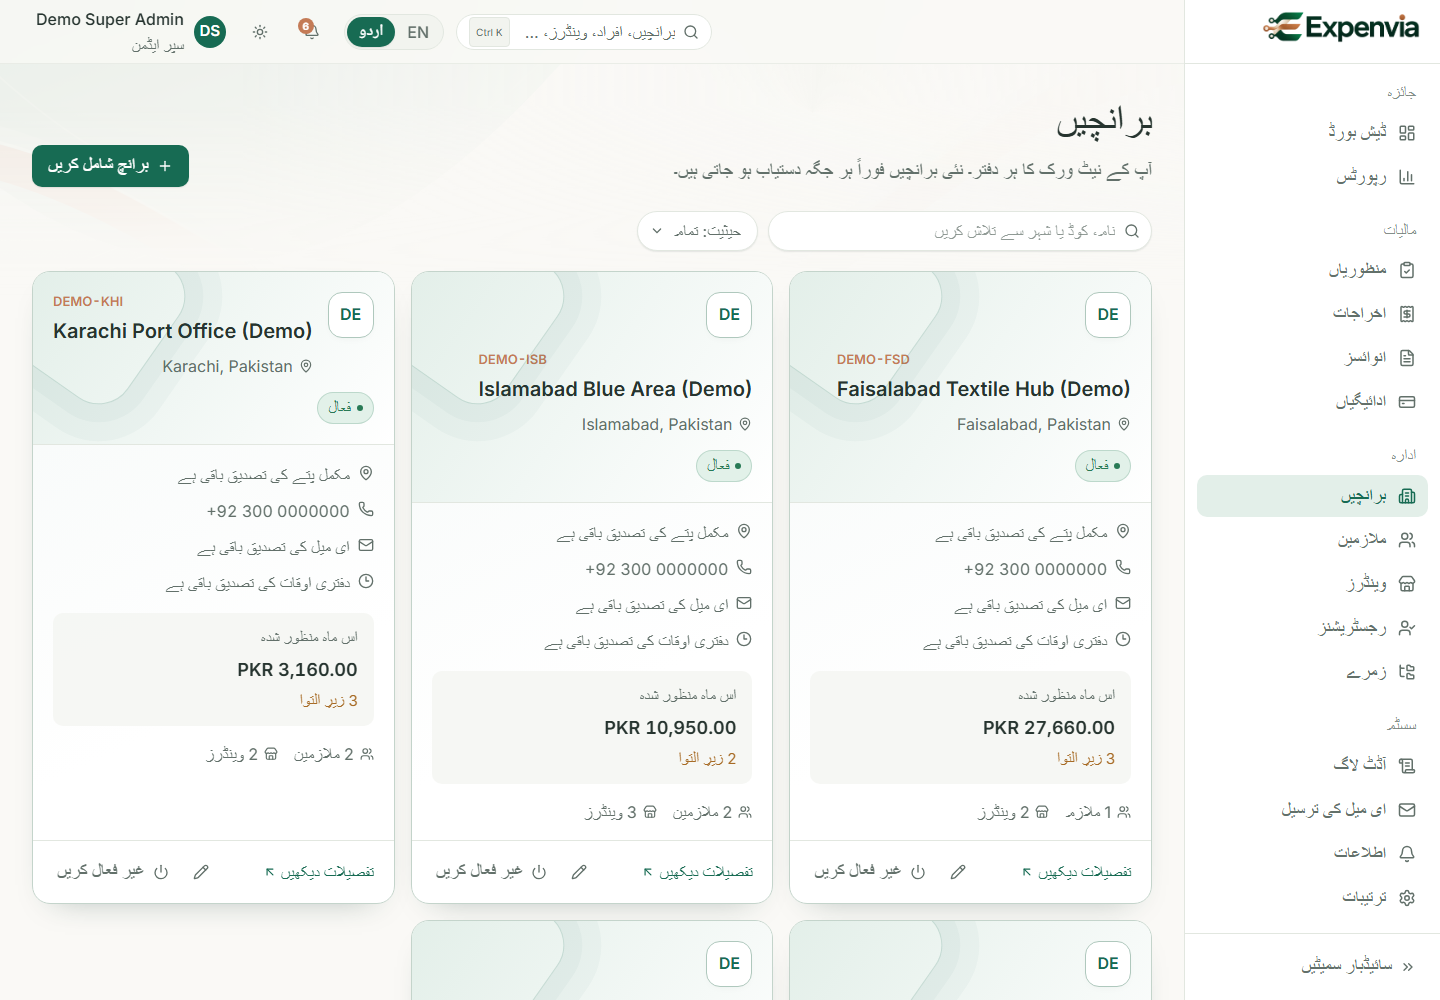 Expenvia
برانچیں، افراد، وینڈرز، ...
Ctrl K
EN
اردو
6
DS
Demo Super Admin
سپر ایڈمن
جائزہ
ڈیش بورڈ
رپورٹس
مالیات
منظوریاں
اخراجات
انوائسز
ادائیگیاں
ادارہ
برانچیں
ملازمین
وینڈرز
رجسٹریشنز
زمرے
سسٹم
آڈٹ لاگ
ای میل کی ترسیل
اطلاعات
ترتیبات
سائیڈبار سمیٹیں
برانچیں
آپ کے نیٹ ورک کا ہر دفتر۔ نئی برانچیں فوراً ہر جگہ دستیاب ہو جاتی ہیں۔
برانچ شامل کریں
نام، کوڈ یا شہر سے تلاش کریں
حیثیت: تمام
DE
DEMO-FSD
Faisalabad Textile Hub (Demo)
Faisalabad, Pakistan
فعال
مکمل پتے کی تصدیق باقی ہے
+92 300 0000000
ای میل کی تصدیق باقی ہے
دفتری اوقات کی تصدیق باقی ہے
اس ماہ منظور شدہ
PKR 27,660.00
3 زیر التوا
1 ملازم
2 وینڈرز
تفصیلات دیکھیں
غیر فعال کریں
DE
DEMO-ISB
Islamabad Blue Area (Demo)
Islamabad, Pakistan
فعال
مکمل پتے کی تصدیق باقی ہے
+92 300 0000000
ای میل کی تصدیق باقی ہے
دفتری اوقات کی تصدیق باقی ہے
اس ماہ منظور شدہ
PKR 10,950.00
2 زیر التوا
2 ملازمین
3 وینڈرز
تفصیلات دیکھیں
غیر فعال کریں
DE
DEMO-KHI
Karachi Port Office (Demo)
Karachi, Pakistan
فعال
مکمل پتے کی تصدیق باقی ہے
+92 300 0000000
ای میل کی تصدیق باقی ہے
دفتری اوقات کی تصدیق باقی ہے
اس ماہ منظور شدہ
PKR 3,160.00
3 زیر التوا
2 ملازمین
2 وینڈرز
تفصیلات دیکھیں
غیر فعال کریں
DE
DE